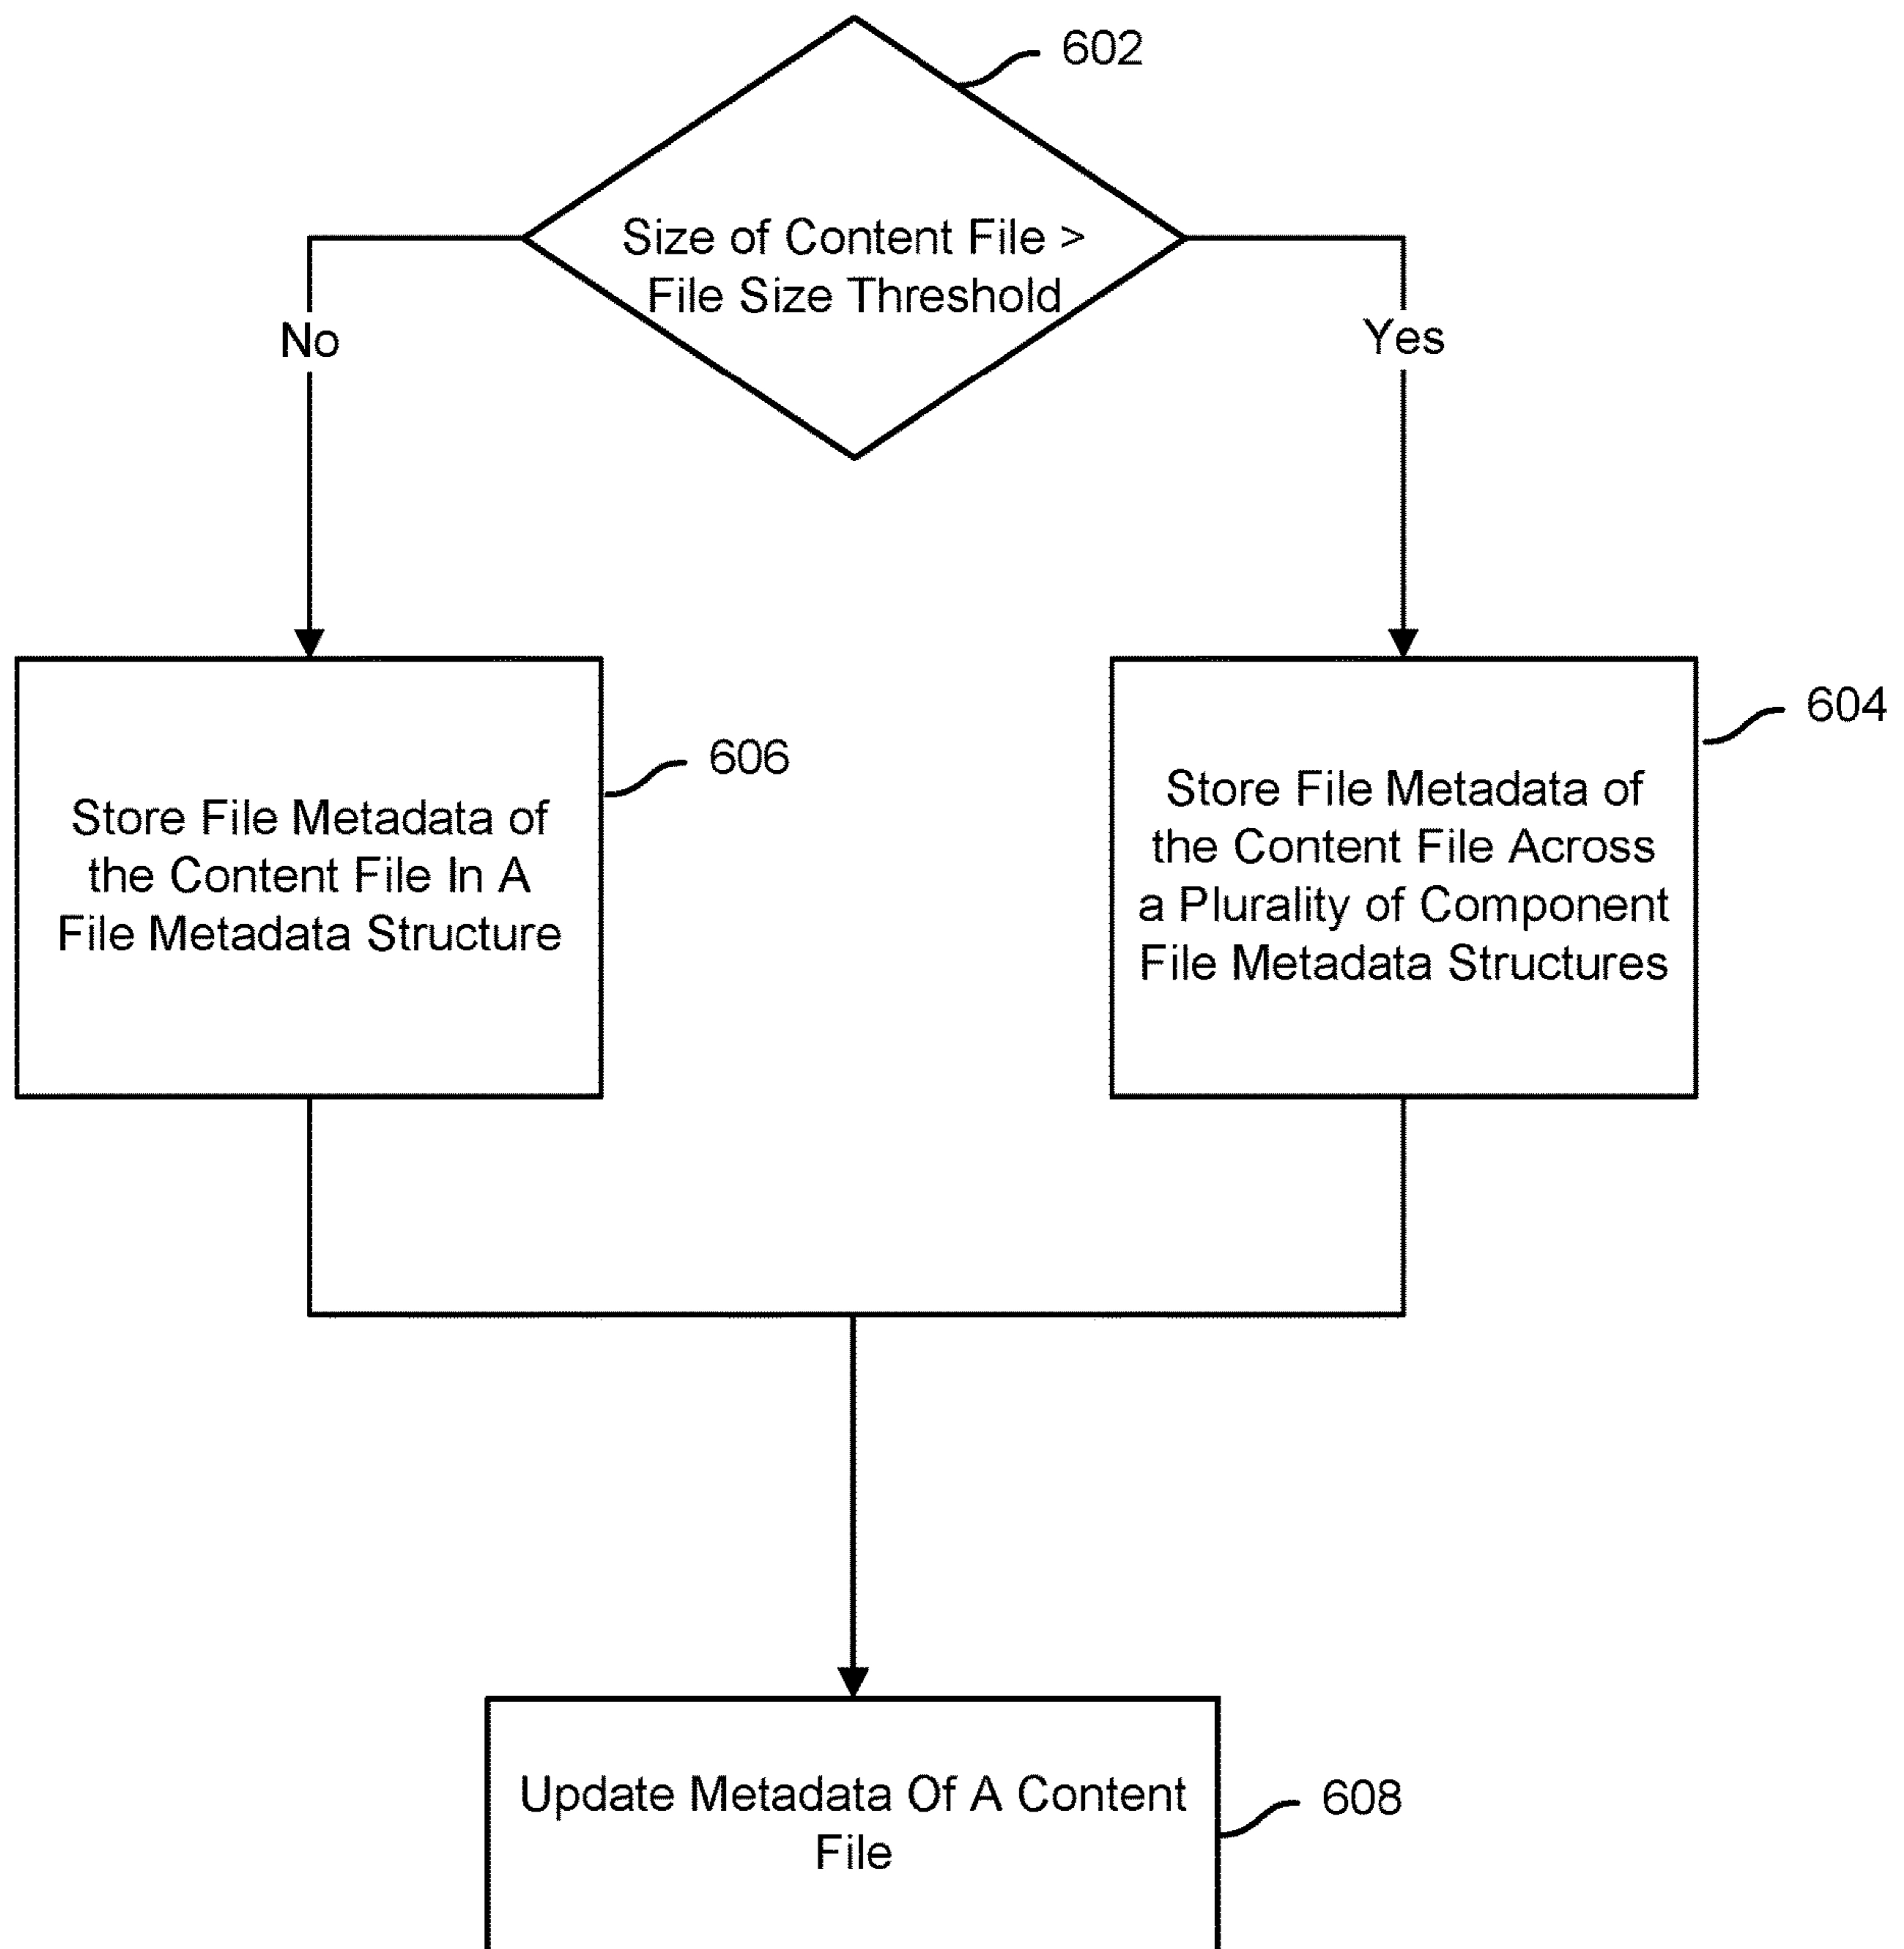 602
Size of Content File >
File Size Threshold
No
Yes
604
606
Store File Metadata of
the Content File In A
File Metadata Structure
Store File Metadata of
the Content File Across
a Plurality of Component
File Metadata Structures
Update Metadata Of A Content
File
608